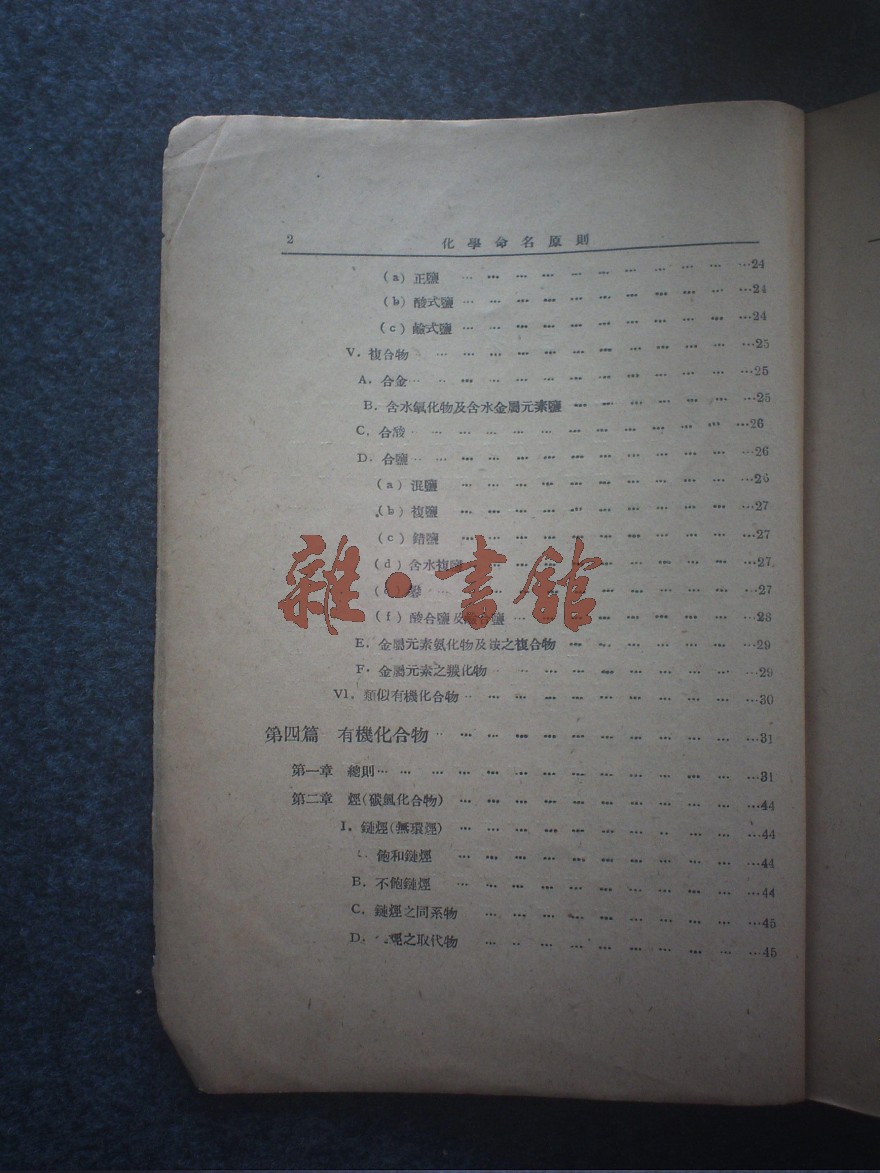 2 化學命名原則
(a) 正鹽 … … … … … … … … … … …24
(b) 酸式鹽 … … … … … … … … … … …24
(c) 鹼式鹽 … … … … … … … … … … …24
V. 複合物 … … … … … … … … … … … …25
A. 合金 … … … … … … … … … … … …25
B. 含水氧化物及含水金屬元素鹽 … … … … … … …25
C. 合酸 … … … … … … … … … … … …26
D. 合鹽 … … … … … … … … … … … …26
(a) 混鹽 … … … … … … … … … … …26
(b) 複鹽 … … … … … … … … … … …27
(c) 錯鹽 … … … … … … … … … … …27
(d) 含水複鹽 … … … … … … … … … …27
礬 … … … … … … … … … … …27
(f) 酸合鹽及 合鹽 … … … … … … … … …28
E. 金屬元素氨化物及 之複合物 … … … … … … …29
F. 金屬元素之羰化物 … … … … … … … … … …29
VI. 類似有機化合物 … … … … … … … … … … …30
第四篇 有機化合物 … … … … … … … … … … … …31
第一章 總則 … … … … … … … … … … … … … …31
第二章 烴(碳氫化合物) … … … … … … … … … … …44
I. 鏈烴(無環烴) … … … … … … … … … … …44
飽和鏈烴 … … … … … … … … … … …44
B. 不飽鏈烴 … … … … … … … … … … …44
C. 鏈烴之同系物 … … … … … … … … … …45
D. 烴之取代物 … … … … … … … … … …45
雜·書館